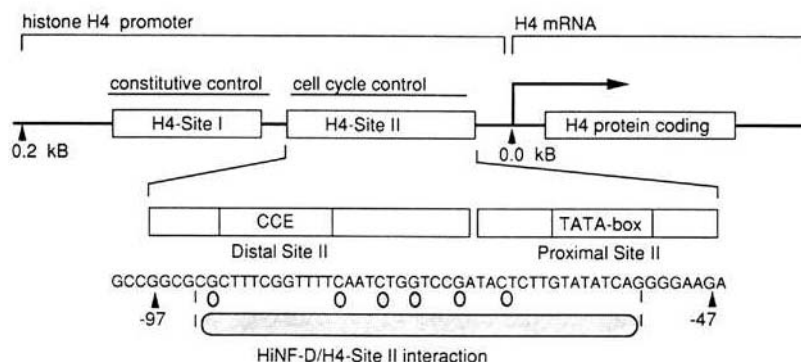 histone H4 promoter H4 mRNA
constitutive control cell cycle control
H4-Site I H4-Site II H4 protein coding
0.2 kB 0.0 kB
CCE TATA-box
Distal Site II Proximal Site II
GCCGGCGCGCTTTCGGTTTTCAATCTGGTCCGATACTCTTGTATATCAGGGGAAGA
-97 O O O O O O -47
HiNF-D/H4-Site II interaction